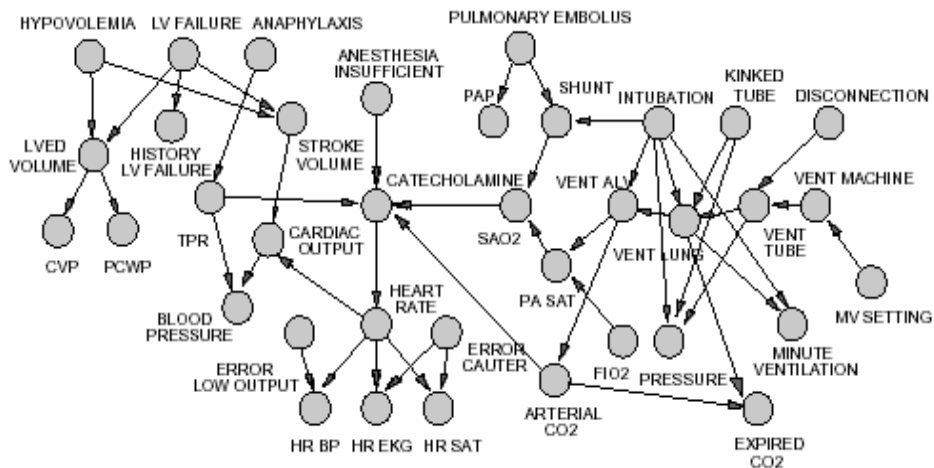 HYPOVOLEMIA
LV FAILURE
ANAPHYLAXIS
PULMONARY EMBOLUS
ANESTHESIA
INSUFFICIENT
KINKED
TUBE
PAP
SHUNT
INTUBATION
DISCONNECTION
LVED
VOLUME
HISTORY
LV FAILURE
STROKE
VOLUME
CATECHOLAMINE
VENT ALV
VENT MACHINE
CVP
PCWP
TPR
CARDIAC
OUTPUT
SAO2
VENT LUNG
VENT
TUBE
PA SAT
BLOOD
PRESSURE
HEART
RATE
MV SETTING
ERROR
LOW OUTPUT
ERROR
CAUTER
FIO2
PRESSURE
MINUTE
VENTILATION
HR BP
HR EKG
HR SAT
ARTERIAL
CO2
EXPIRED
CO2